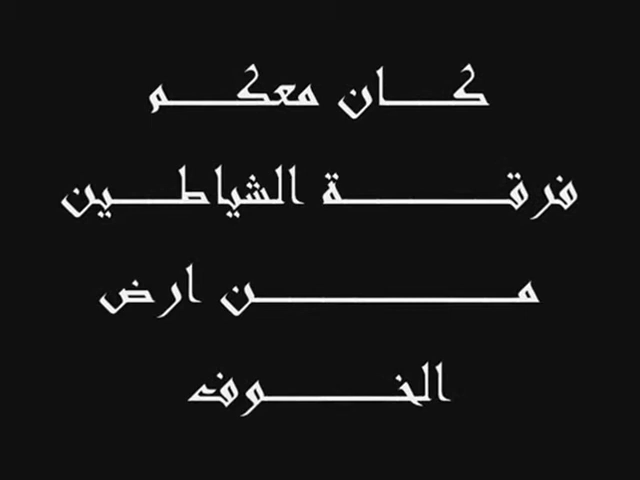 كان معكم
فرقة الشياطين
من ارض
الخوف